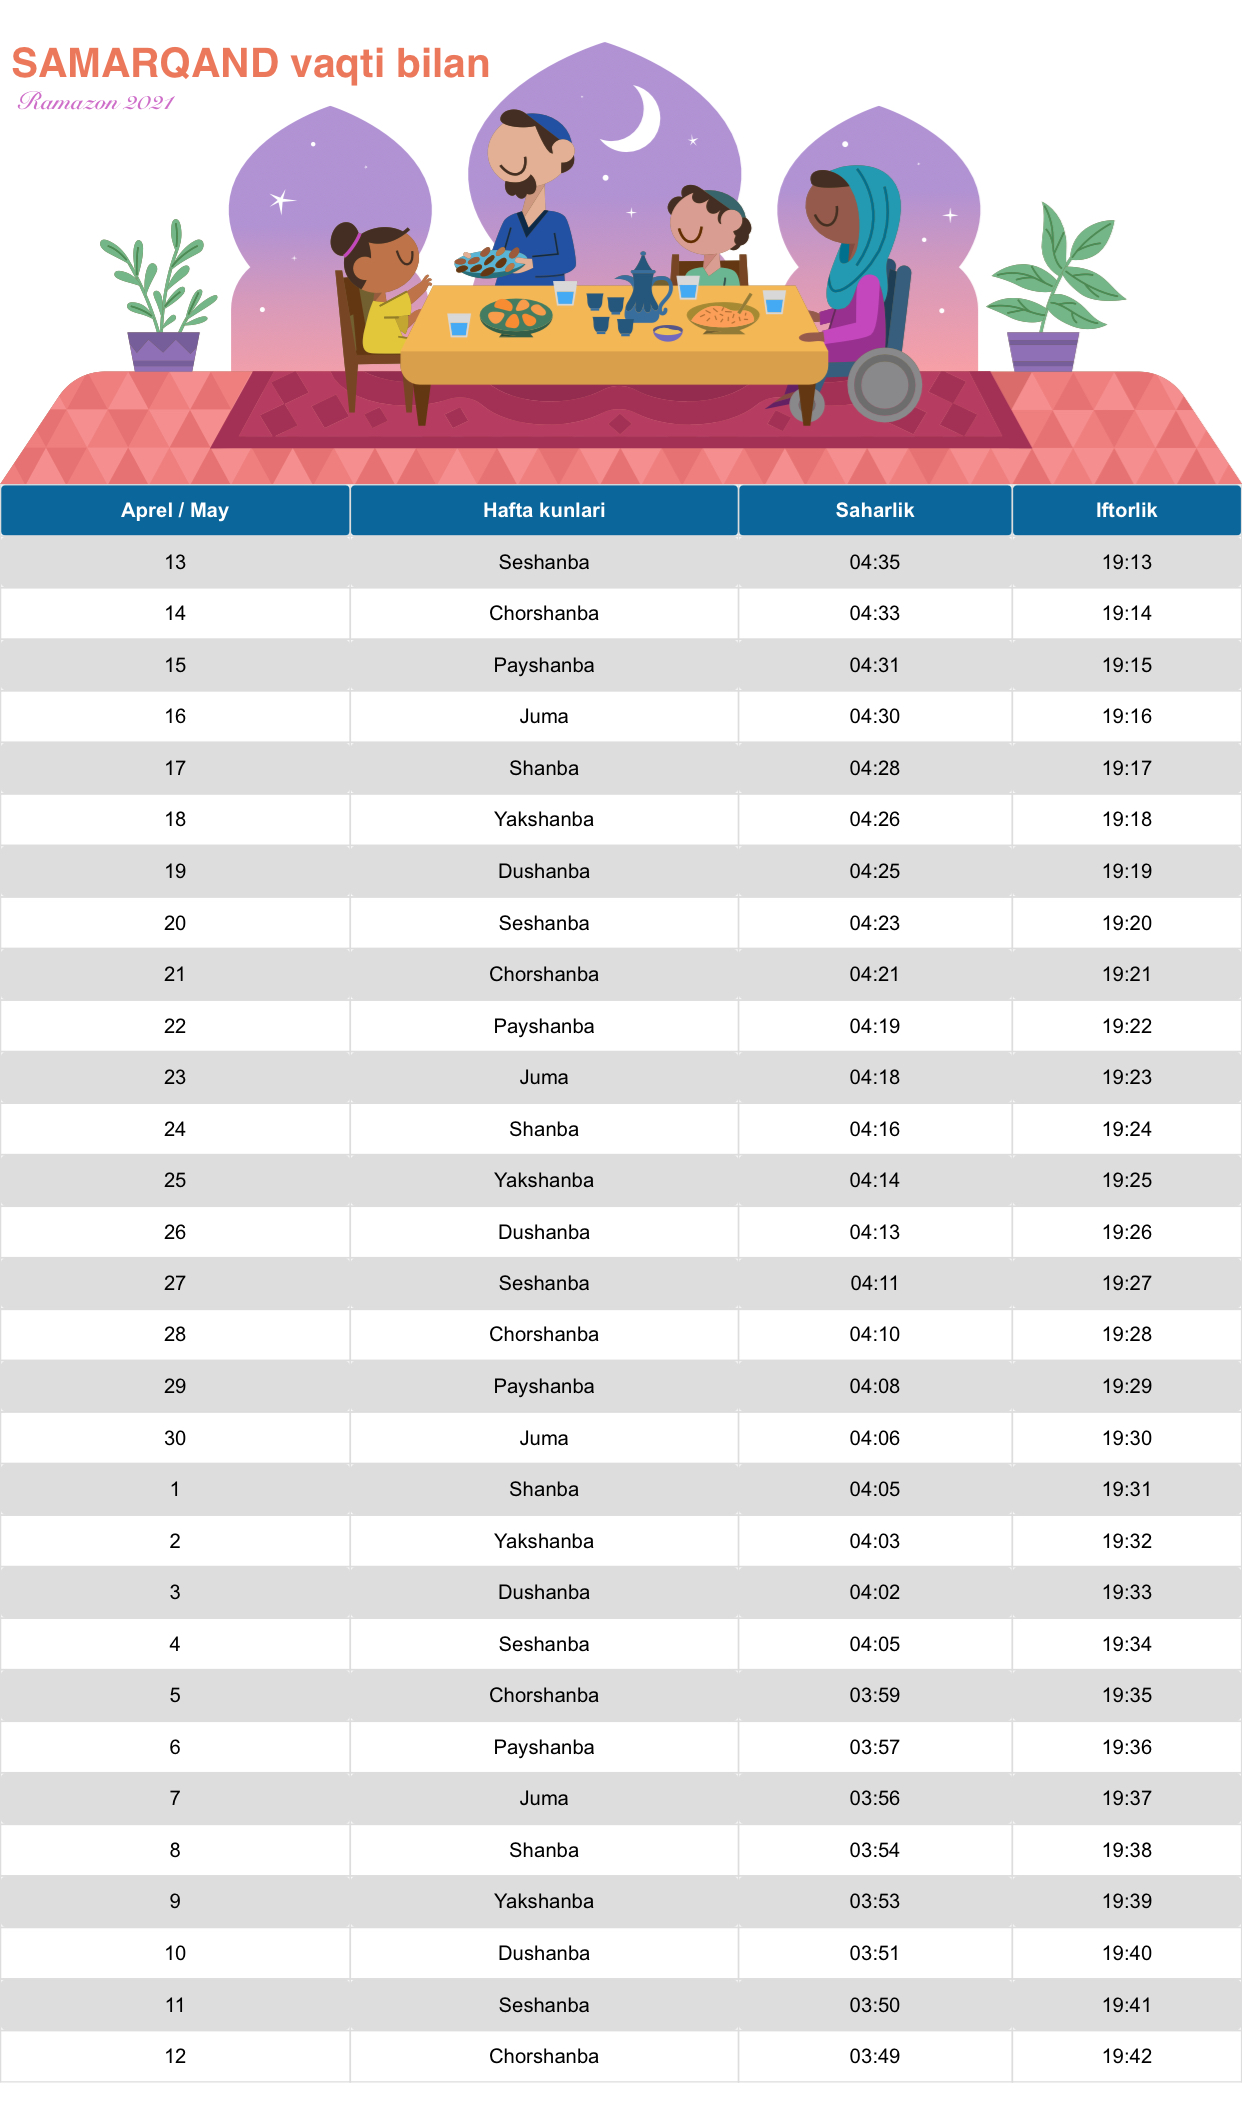 SAMARQAND vaqti bilan
Ramazon 2021
Aprel / May Hafta kunlari Saharlik Iftorlik
13 Seshanba 04:35 19:13
14 Chorshanba 04:33 19:14
15 Payshanba 04:31 19:15
16 Juma 04:30 19:16
17 Shanba 04:28 19:17
18 Yakshanba 04:26 19:18
19 Dushanba 04:25 19:19
20 Seshanba 04:23 19:20
21 Chorshanba 04:21 19:21
22 Payshanba 04:19 19:22
23 Juma 04:18 19:23
24 Shanba 04:16 19:24
25 Yakshanba 04:14 19:25
26 Dushanba 04:13 19:26
27 Seshanba 04:11 19:27
28 Chorshanba 04:10 19:28
29 Payshanba 04:08 19:29
30 Juma 04:06 19:30
1 Shanba 04:05 19:31
2 Yakshanba 04:03 19:32
3 Dushanba 04:02 19:33
4 Seshanba 04:05 19:34
5 Chorshanba 03:59 19:35
6 Payshanba 03:57 19:36
7 Juma 03:56 19:37
8 Shanba 03:54 19:38
9 Yakshanba 03:53 19:39
10 Dushanba 03:51 19:40
11 Seshanba 03:50 19:41
12 Chorshanba 03:49 19:42